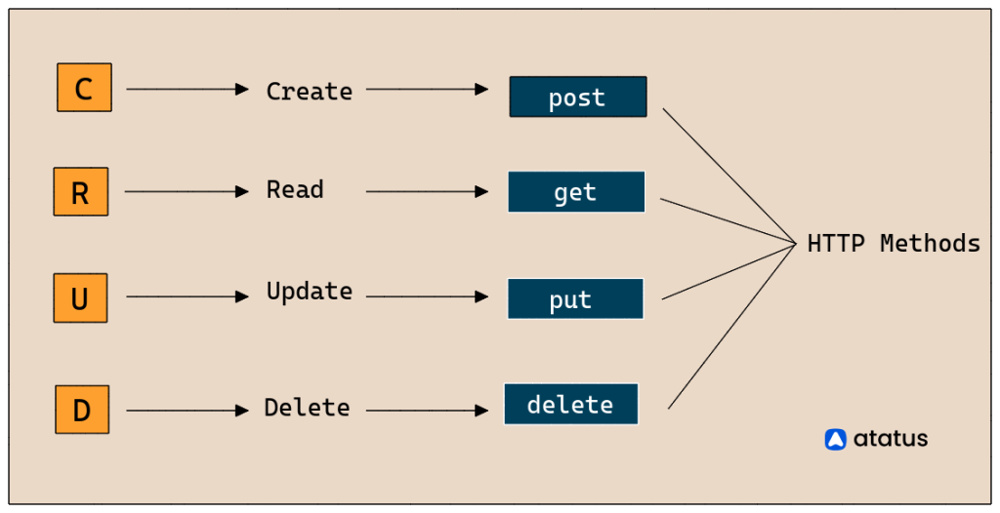 C Create post
R Read get
HTTP Methods
U Update put
D Delete delete
atatus